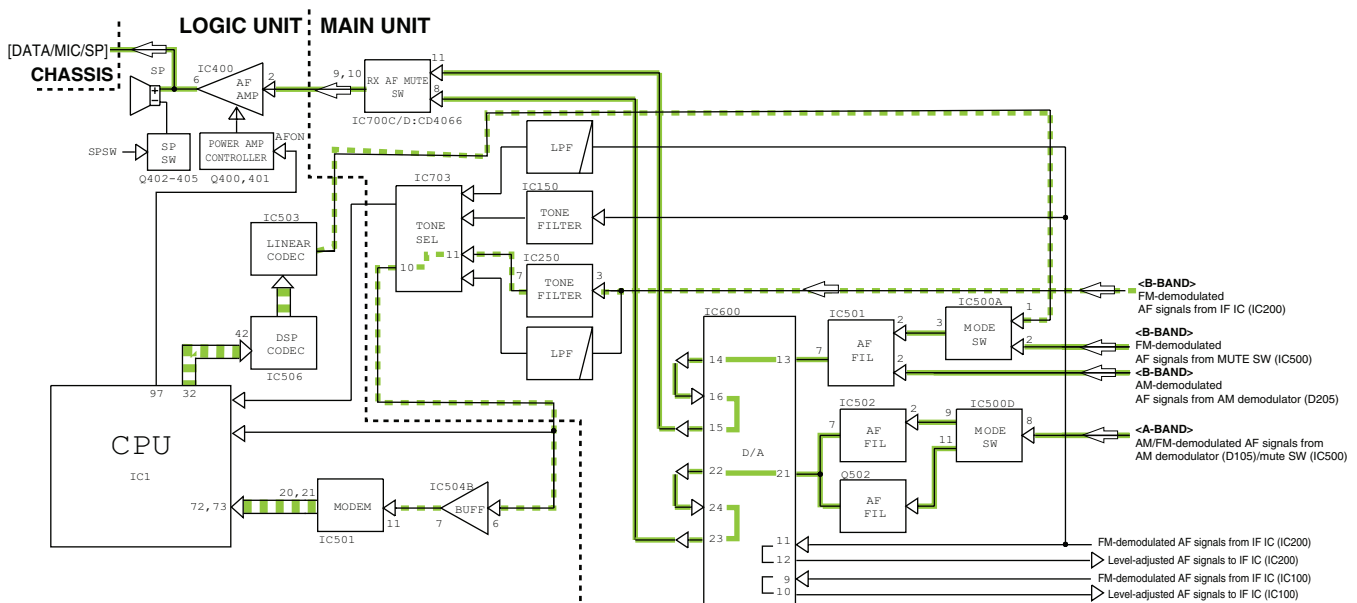 LOGIC UNIT
MAIN UNIT
[DATA/MIC/SP]
CHASSIS
SP
6
IC400
AF
AMP
2
9,10
RX AF MUTE
SW
11
8
IC700C/D:CD4066
SPSW
SP
SW
Q402-405
POWER AMP
CONTROLLER
AFON
Q400,401
LPF
IC703
TONE
SEL
10
11
IC150
TONE
FILTER
IC250
7
TONE
FILTER
3
LPF
IC503
LINEAR
CODEC
42
DSP
CODEC
IC506
97
32
CPU
IC1
72,73
20,21
MODEM
IC501
11
IC504B
BUFF
7
6
IC600
14
13
16
15
D/A
22
21
24
23
11
12
9
10
7
IC501
AF
FIL
2
2
3
IC500A
MODE
SW
1
2
IC502
7
AF
FIL
2
Q502
AF
FIL
9
11
IC500D
MODE
SW
8
<B-BAND>
FM-demodulated
AF signals from IF IC (IC200)
<B-BAND>
FM-demodulated
AF signals from MUTE SW (IC500)
<B-BAND>
AM-demodulated
AF signals from AM demodulator (D205)
<A-BAND>
AM/FM-demodulated AF signals from
AM demodulator (D105)/mute SW (IC500)
FM-demodulated AF signals from IF IC (IC200)
Level-adjusted AF signals to IF IC (IC200)
FM-demodulated AF signals from IF IC (IC100)
Level-adjusted AF signals to IF IC (IC100)